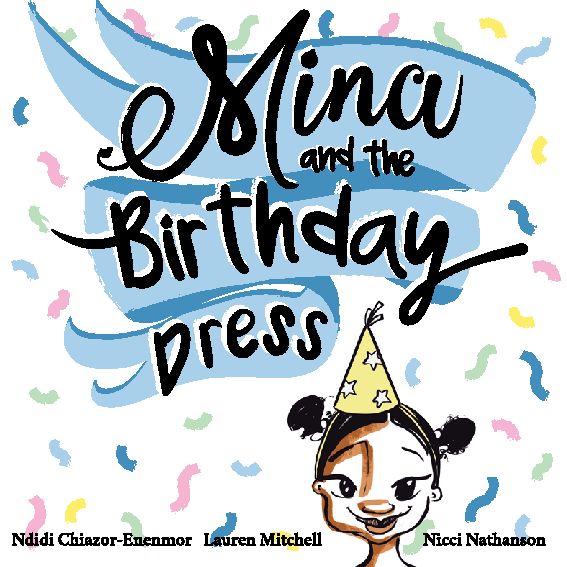 Mina
and the
Birthday
Dress
Ndidi Chiazor-Enenmor Lauren Mitchell Nicci Nathanson